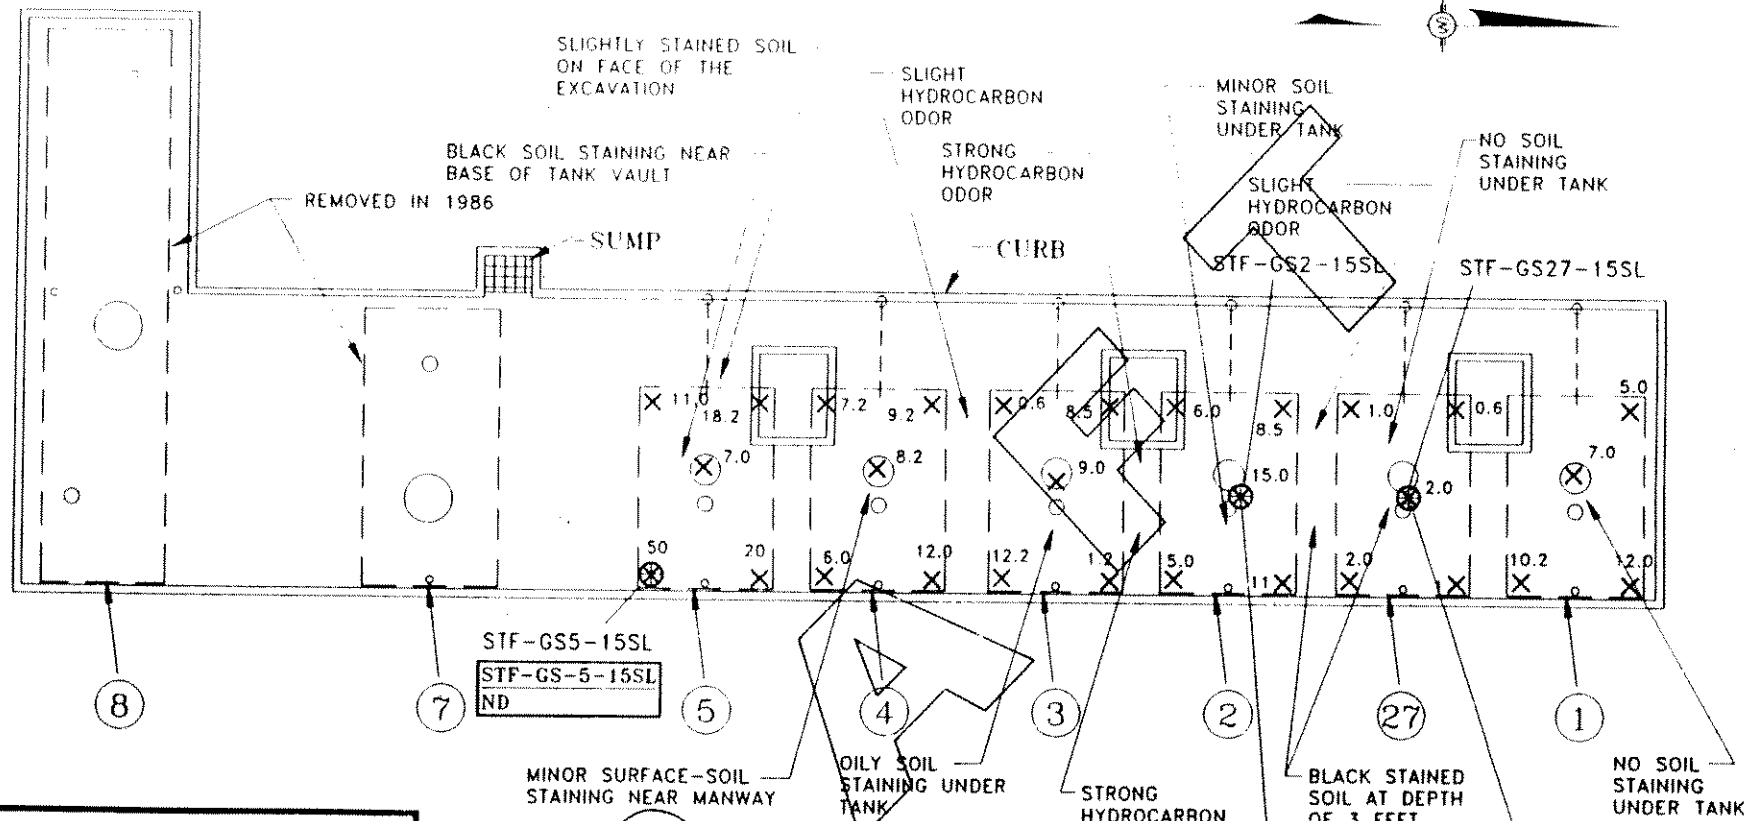 SLIGHTLY STAINED SOIL
ON FACE OF THE
EXCAVATION
SLIGHT
HYDROCARBON
ODOR
MINOR SOIL
STAINING
UNDER TANK
NO SOIL
STAINING
UNDER TANK
BLACK SOIL STAINING NEAR
BASE OF TANK VAULT
STRONG
HYDROCARBON
ODOR
SLIGHT
HYDROCARBON
ODOR
REMOVED IN 1986
SUMP
CURB
STF-GS2-15SL
STF-GS27-15SL
11.0
18.2
7.2
9.2
0.6
8.5
6.0
8.5
1.0
0.6
5.0
7.0
8.2
9.0
15.0
2.0
7.0
50
20
6.0
12.0
12.2
1.2
5.0
11
2.0
1
10.2
12.0
STF-GS5-15SL
STF-GS-5-15SL
ND
8
7
5
4
3
2
27
1
MINOR SURFACE-SOIL
STAINING NEAR MANWAY
OILY SOIL
STAINING UNDER
TANK
STRONG
HYDROCARBON
BLACK STAINED
SOIL AT DEPTH
OF 3 FEET
NO SOIL
STAINING
UNDER TANK